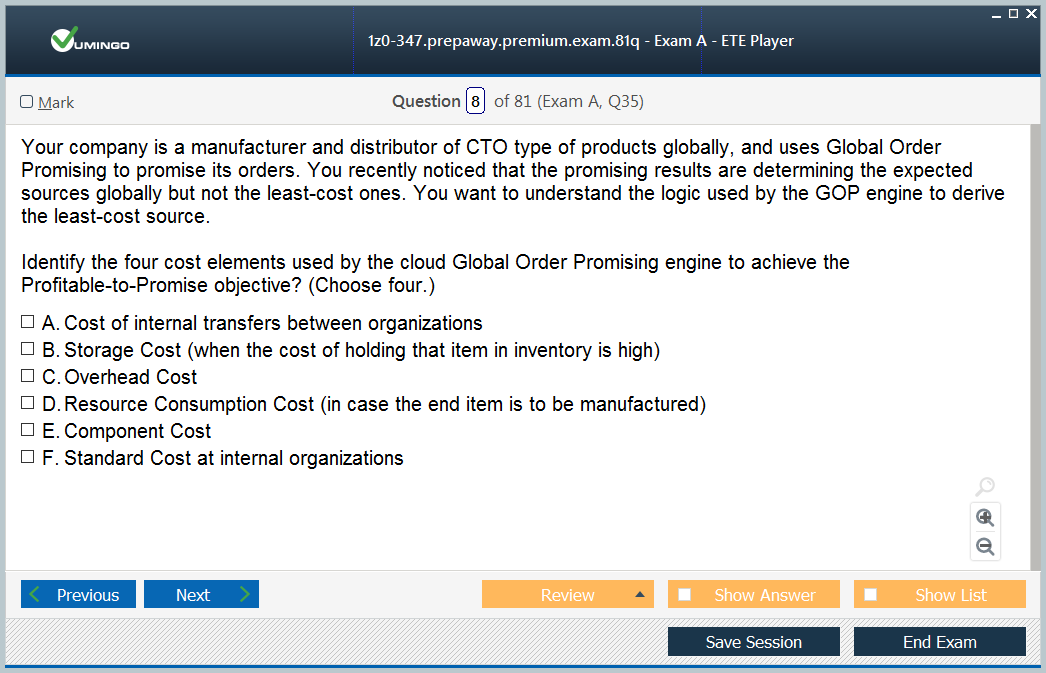 VUMINGO
1z0-347.prepaway.premium.exam.81q - Exam A - ETE Player
Mark
Question 8 of 81 (Exam A, Q35)
Your company is a manufacturer and distributor of CTO type of products globally, and uses Global Order
Promising to promise its orders. You recently noticed that the promising results are determining the expected
sources globally but not the least-cost ones. You want to understand the logic used by the GOP engine to derive
the least-cost source.
Identify the four cost elements used by the cloud Global Order Promising engine to achieve the
Profitable-to-Promise objective? (Choose four.)
A. Cost of internal transfers between organizations
B. Storage Cost (when the cost of holding that item in inventory is high)
C. Overhead Cost
D. Resource Consumption Cost (in case the end item is to be manufactured)
E. Component Cost
F. Standard Cost at internal organizations
Previous
Next
Review
Show Answer
Show List
Save Session
End Exam